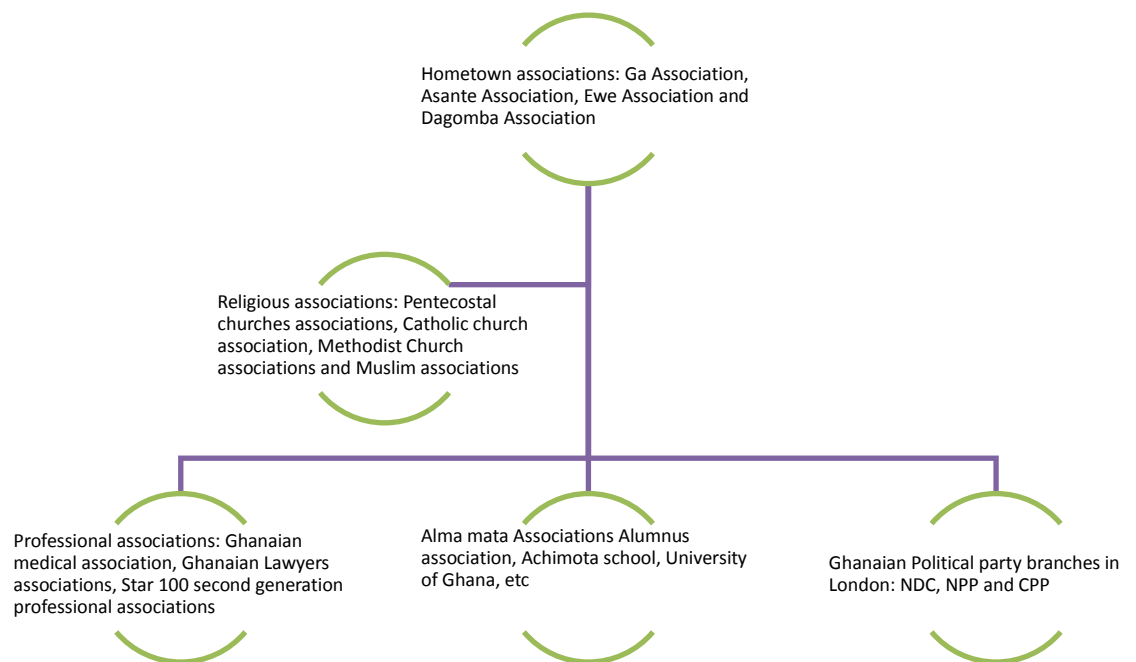 Hometown associations: Ga Association,
Asante Association, Ewe Association and
Dagomba Association
Religious associations: Pentecostal
churches associations, Catholic church
association, Methodist Church
associations and Muslim associations
Professional associations: Ghanaian
medical association, Ghanaian Lawyers
associations, Star 100 second generation
professional associations
Alma mata Associations Alumnus
association, Achimota school, University
of Ghana, etc
Ghanaian Political party branches in
London: NDC, NPP and CPP